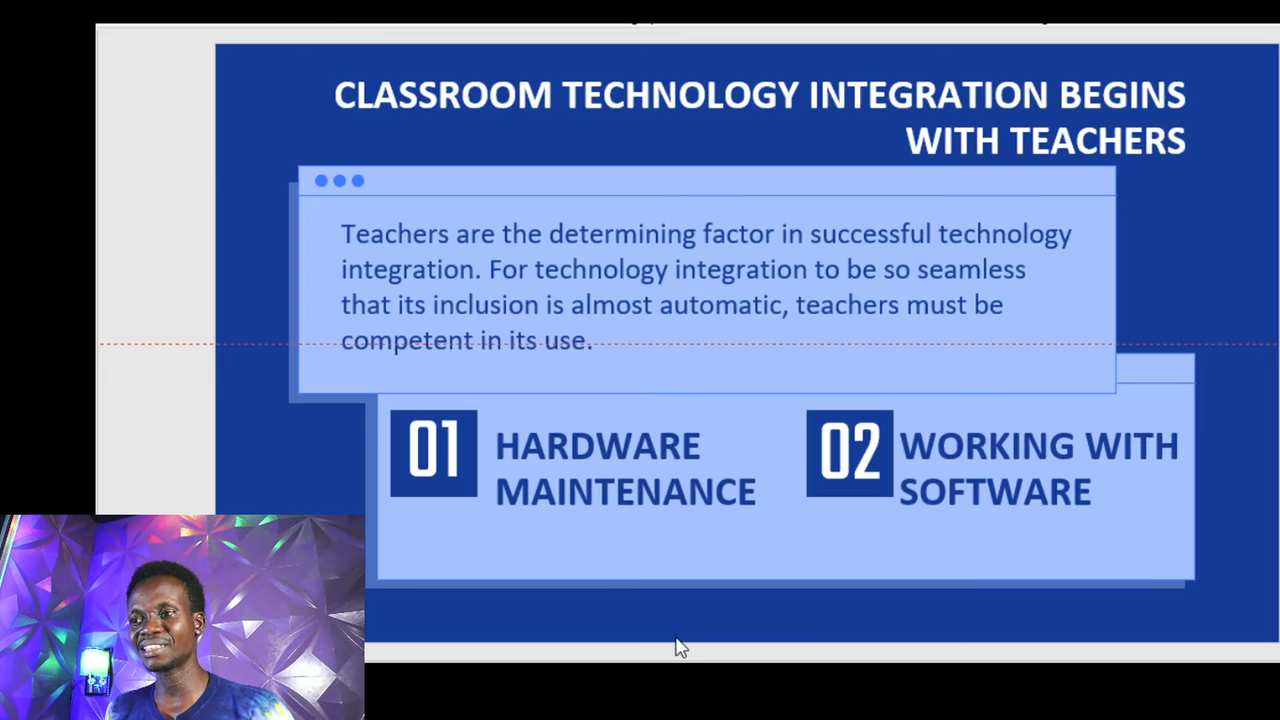 CLASSROOM TECHNOLOGY INTEGRATION BEGINS
WITH TEACHERS
Teachers are the determining factor in successful technology
integration. For technology integration to be so seamless
that its inclusion is almost automatic, teachers must be
competent in its use.
01
HARDWARE
MAINTENANCE
02
WORKING WITH
SOFTWARE